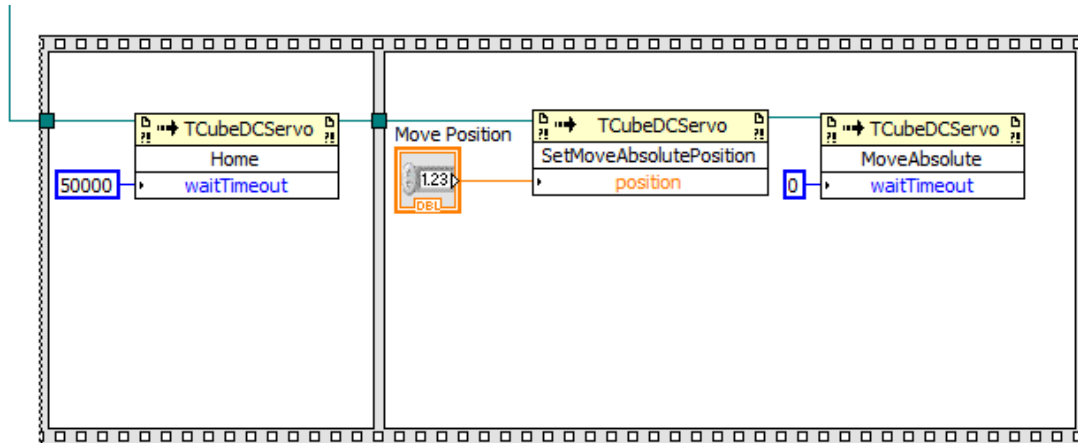 TCubeDCServo
Home
50000
waitTimeout
Move Position
1.23
DBL
TCubeDCServo
SetMoveAbsolutePosition
position
TCubeDCServo
MoveAbsolute
0
waitTimeout